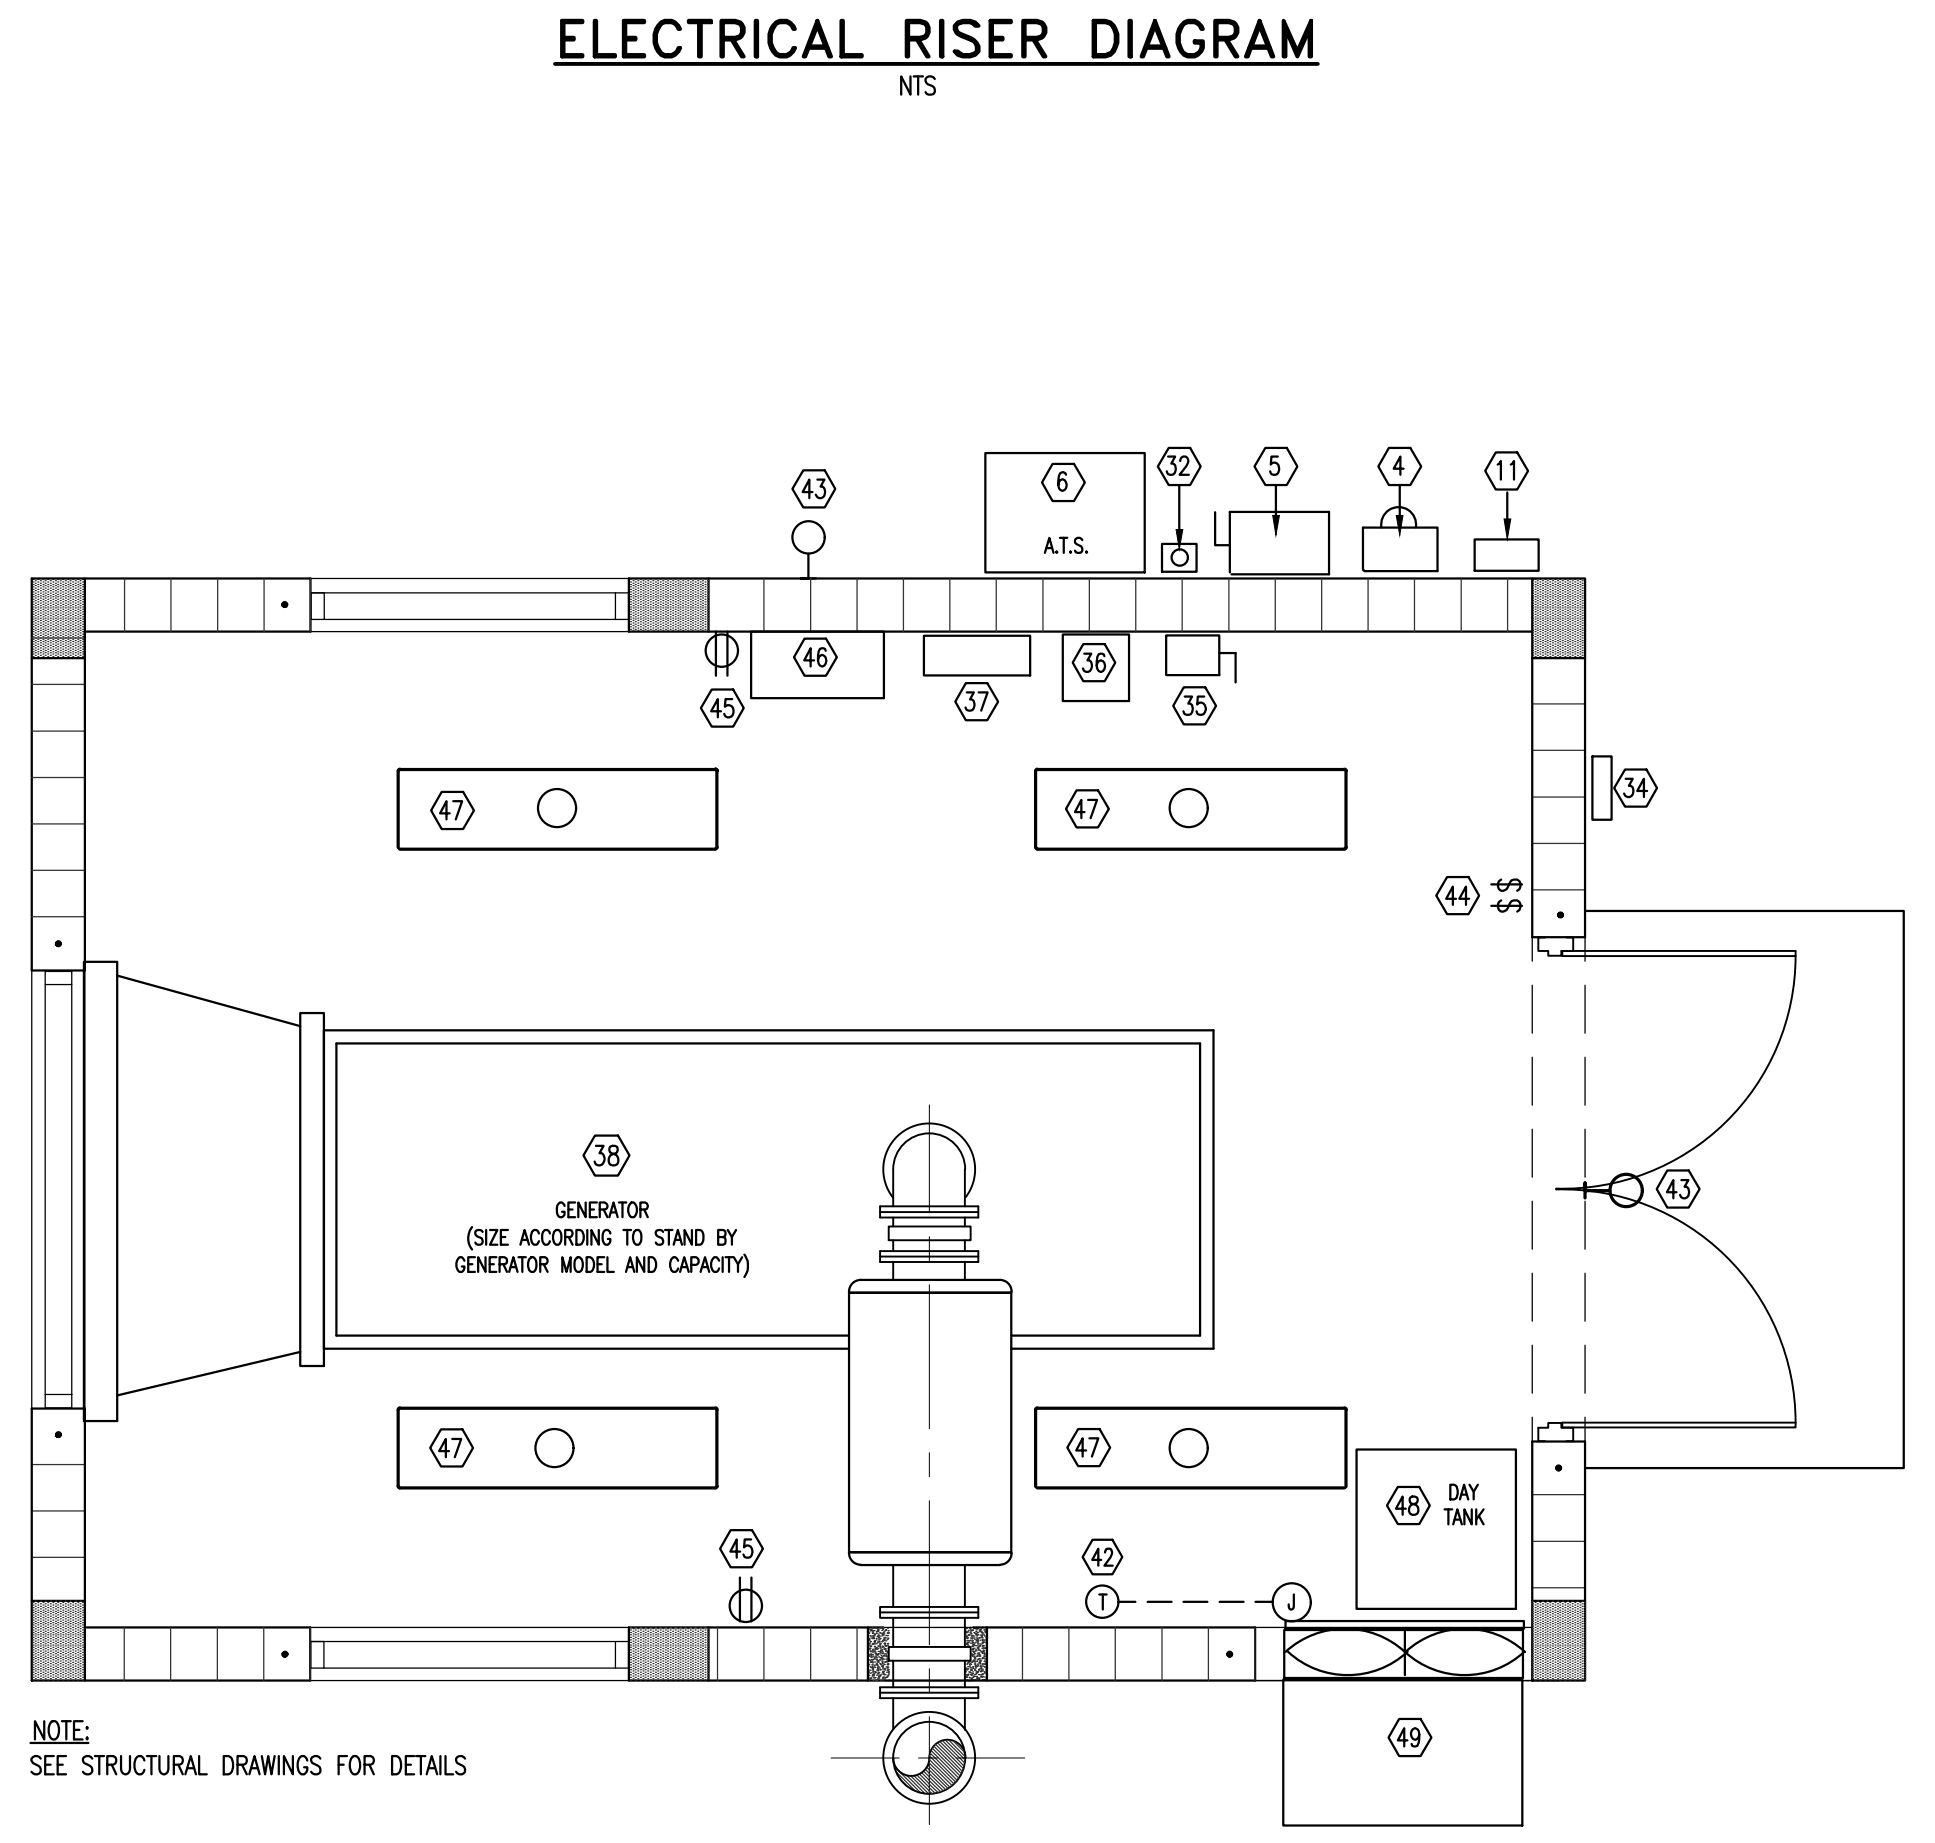 ELECTRICAL RISER DIAGRAM
NTS
43
6
32
5
4
11
A.T.S.
46
45
37
36
35
47
47
34
44 $ $
38
GENERATOR
(SIZE ACCORDING TO STAND BY
GENERATOR MODEL AND CAPACITY)
43
47
47
48 DAY
TANK
45
42
T
J
49
NOTE:
SEE STRUCTURAL DRAWINGS FOR DETAILS